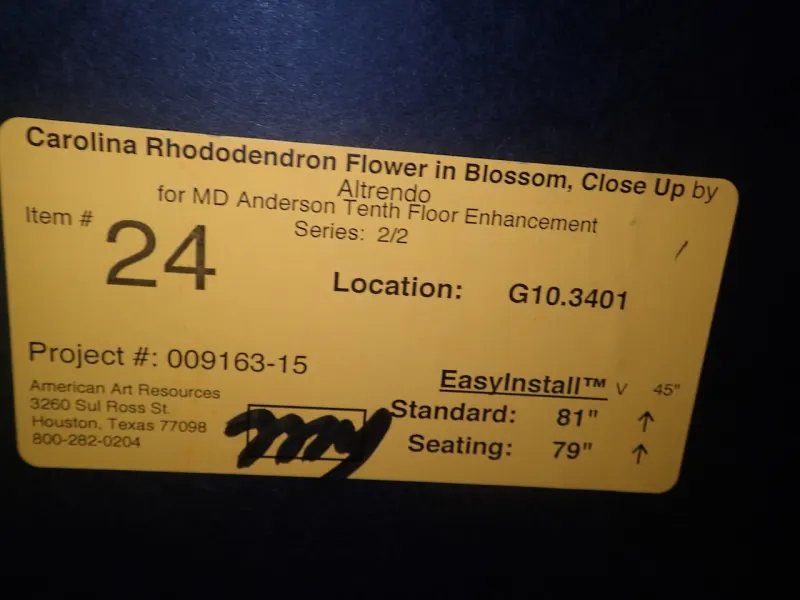 Carolina Rhododendron Flower in Blossom, Close Up by
Altrendo
for MD Anderson Tenth Floor Enhancement
Series: 2/2
Item # 24
Location: G10.3401
Project #: 009163-15
American Art Resources
3260 Sul Ross St.
Houston, Texas 77098
800-282-0204
EasyInstall™ V 45"
Standard: 81" ↑
Seating: 79" ↑